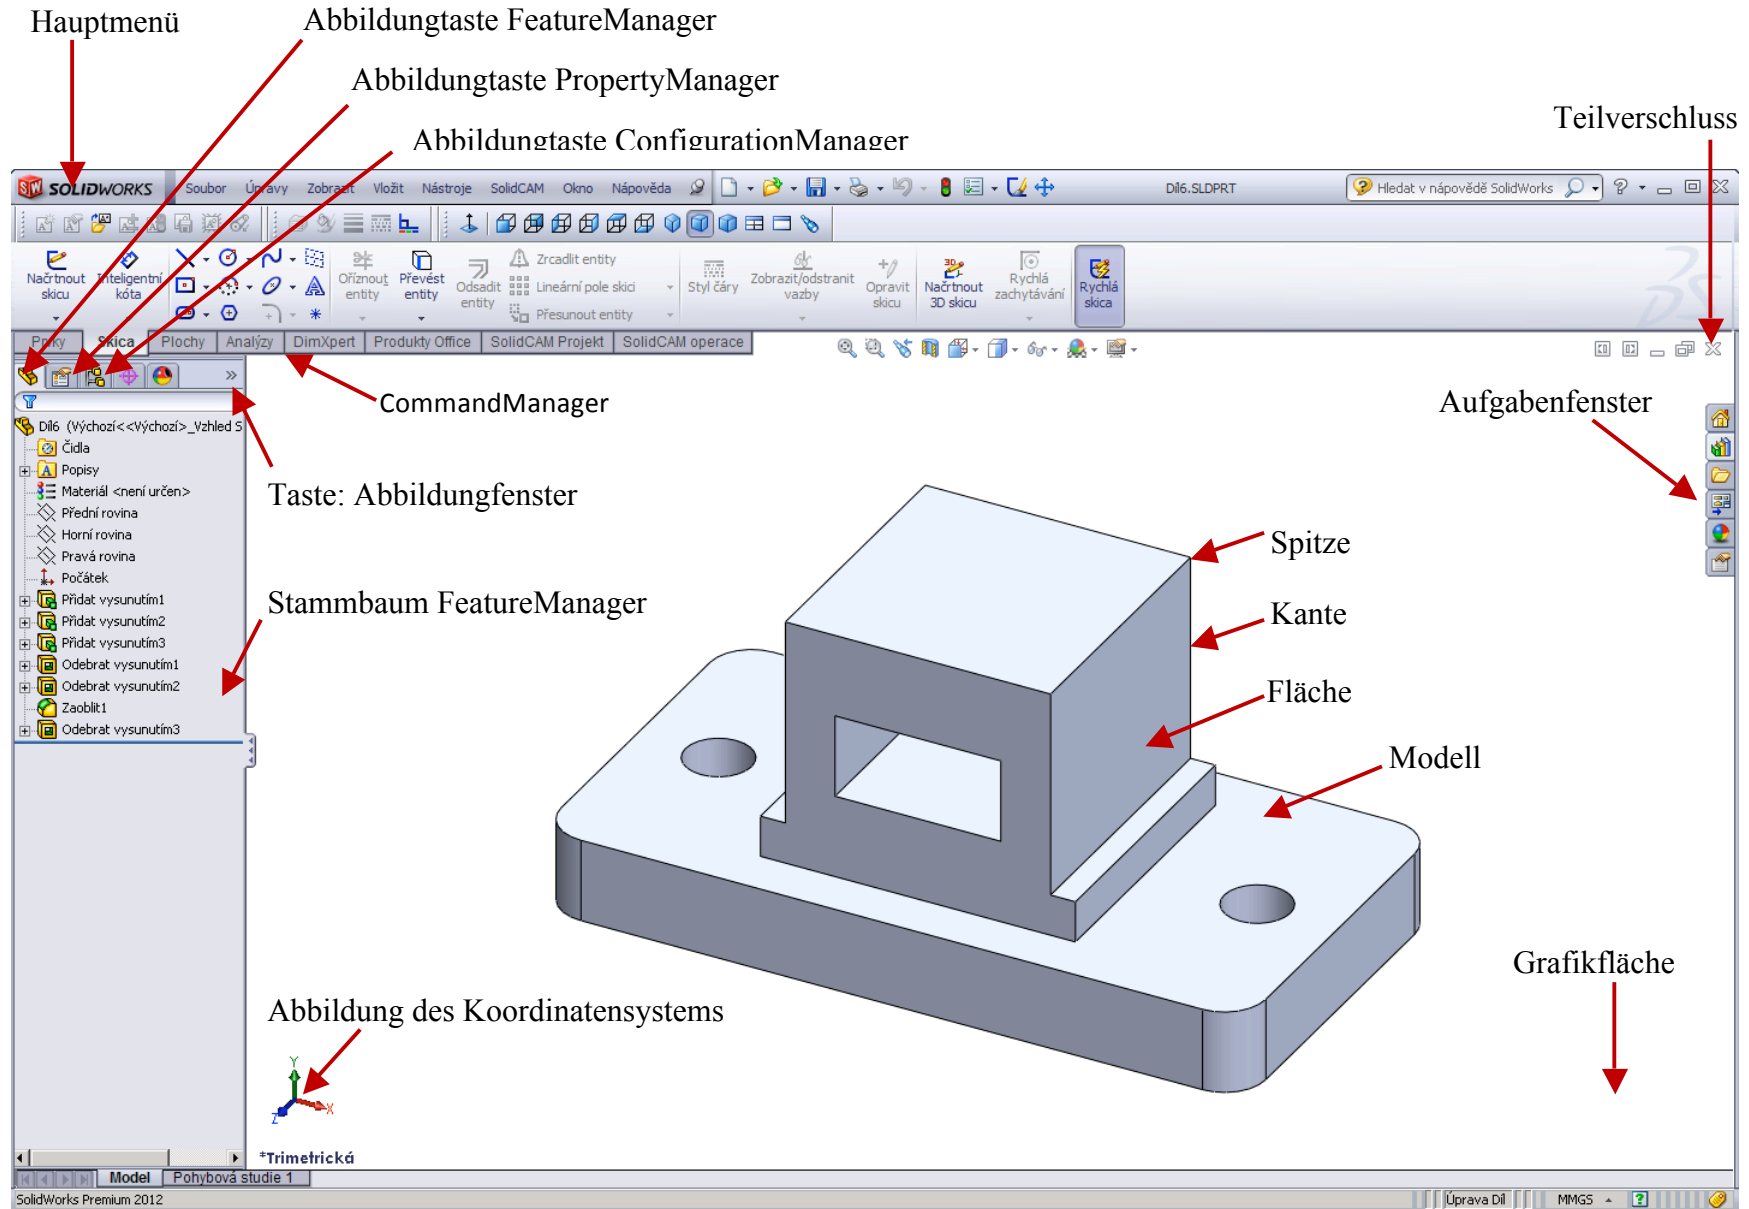 Hauptmenü
Abbildungtaste FeatureManager
Abbildungtaste PropertyManager
Abbildungtaste ConfigurationManager
Teilverschluss
SOLIDWORKS Soubor Úpravy Zobrazit Vložit Nástroje SolidCAM Okno Nápověda Díl6.SLDPRT Hledat v nápovědě SolidWorks
Načrtnout skicu
Inteligentní kóta
Oříznout entity
Převést entity
Odsadit entity
Zrcadlit entity
Lineární pole skici
Přesunout entity
Styl čáry
Zobrazit/odstranit vazby
Opravit skicu
Načrtnout 3D skicu
Rychlá zachytávání
Rychlá skica
Prvky Skica Plochy Analýzy DimXpert Produkty Office SolidCAM Projekt SolidCAM operace
CommandManager
Aufgabenfenster
Díl6 (Výchozí<<Výchozí>_Vzhled S
Čidla
Popisy
Materiál <není určen>
Přední rovina
Horní rovina
Pravá rovina
Počátek
Přidat vysunutím1
Přidat vysunutím2
Přidat vysunutím3
Odebrat vysunutím1
Odebrat vysunutím2
Zaoblit1
Odebrat vysunutím3
Taste: Abbildungfenster
Stammbaum FeatureManager
Spitze
Kante
Fläche
Modell
Grafikfläche
Abbildung des Koordinatensystems
Y
X
Z
*Trimetrická
Model Pohybová studie 1
SolidWorks Premium 2012 Úprava Díl MMGS